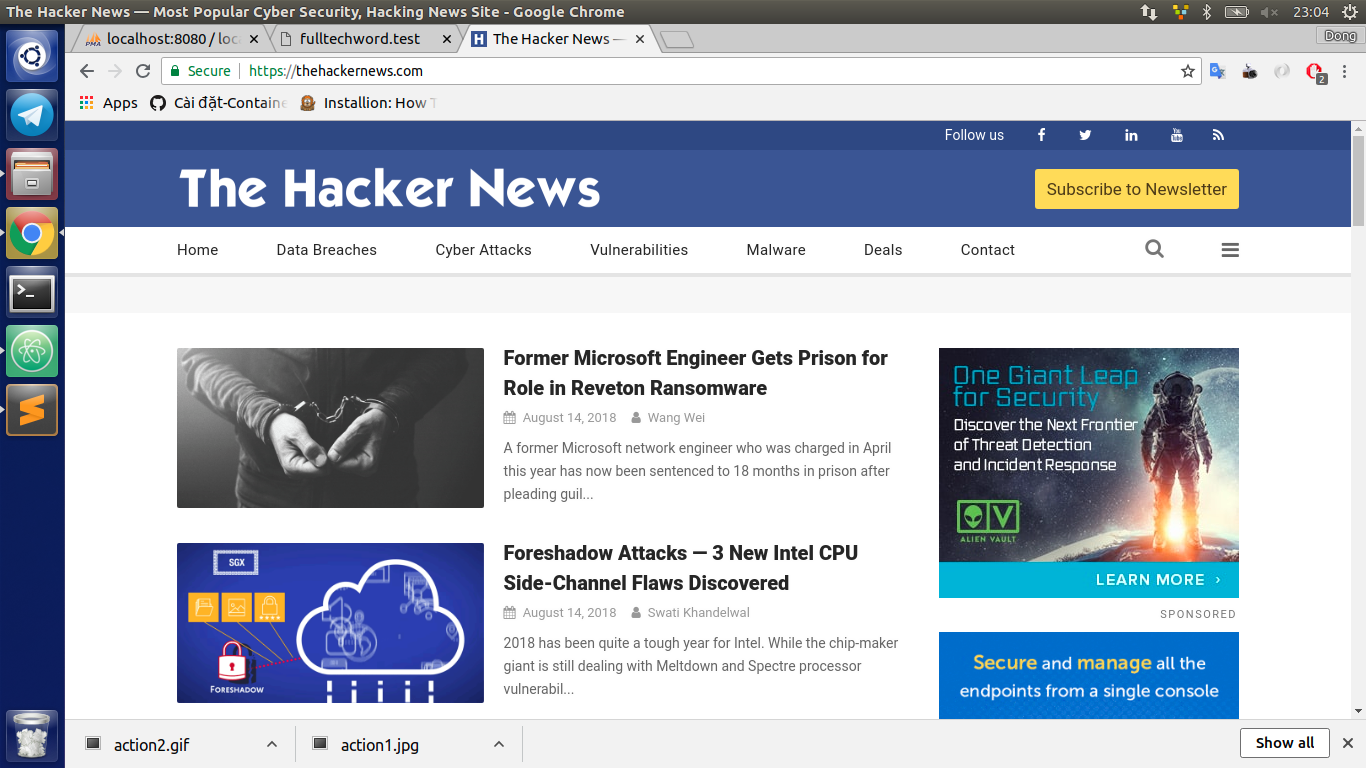 The Hacker News — Most Popular Cyber Security, Hacking News Site - Google Chrome
23:04
localhost:8080 / loc
fulltechword.test
The Hacker News —
Dong
Secure
https://thehackernews.com
2
Apps
Cài đặt-Containe
Installion: How T
Follow us
The Hacker News
Subscribe to Newsletter
Home
Data Breaches
Cyber Attacks
Vulnerabilities
Malware
Deals
Contact
Former Microsoft Engineer Gets Prison for
Role in Reveton Ransomware
August 14, 2018
Wang Wei
A former Microsoft network engineer who was charged in April
this year has now been sentenced to 18 months in prison after
pleading guil...
One Giant Leap
for Security
Discover the Next Frontier
of Threat Detection
and Incident Response
ALIEN VAULT
LEARN MORE ›
SPONSORED
SGX
FORESHADOW
Foreshadow Attacks — 3 New Intel CPU
Side-Channel Flaws Discovered
August 14, 2018
Swati Khandelwal
2018 has been quite a tough year for Intel. While the chip-maker
giant is still dealing with Meltdown and Spectre processor
vulnerabil...
Secure and manage all the
endpoints from a single console
action2.gif
action1.jpg
Show all